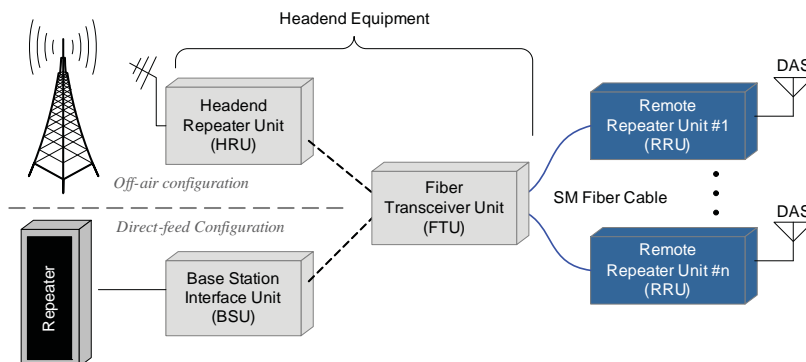 Headend Equipment
Headend
Repeater Unit
(HRU)
Off-air configuration
Direct-feed Configuration
Repeater
Base Station
Interface Unit
(BSU)
Fiber
Transceiver Unit
(FTU)
SM Fiber Cable
DAS
Remote
Repeater Unit #1
(RRU)
DAS
Remote
Repeater Unit #n
(RRU)